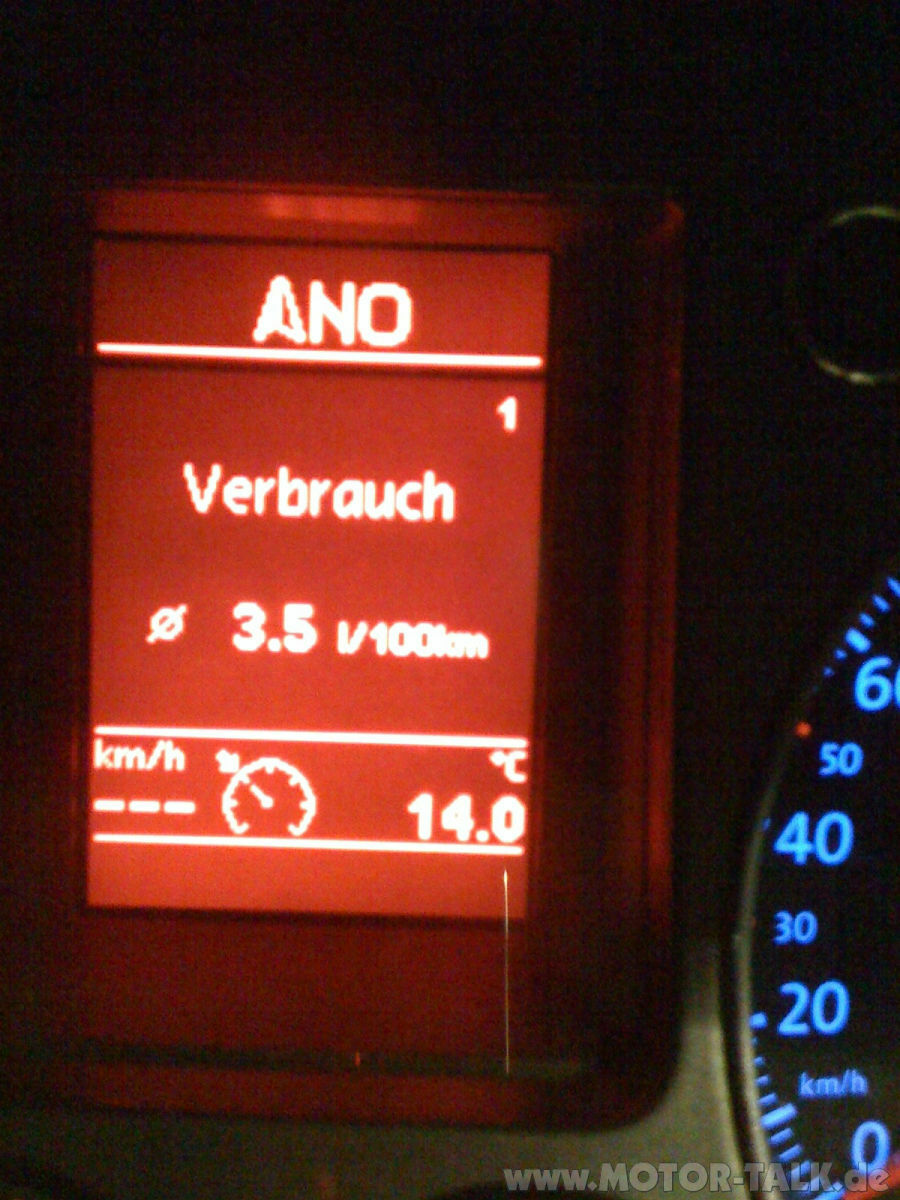 ANO
1
Verbrauch
Ø 3.5 l/100km
km/h °C
--- 14.0
60
50
40
30
20
km/h
0
www.MOTOR-TALK.de